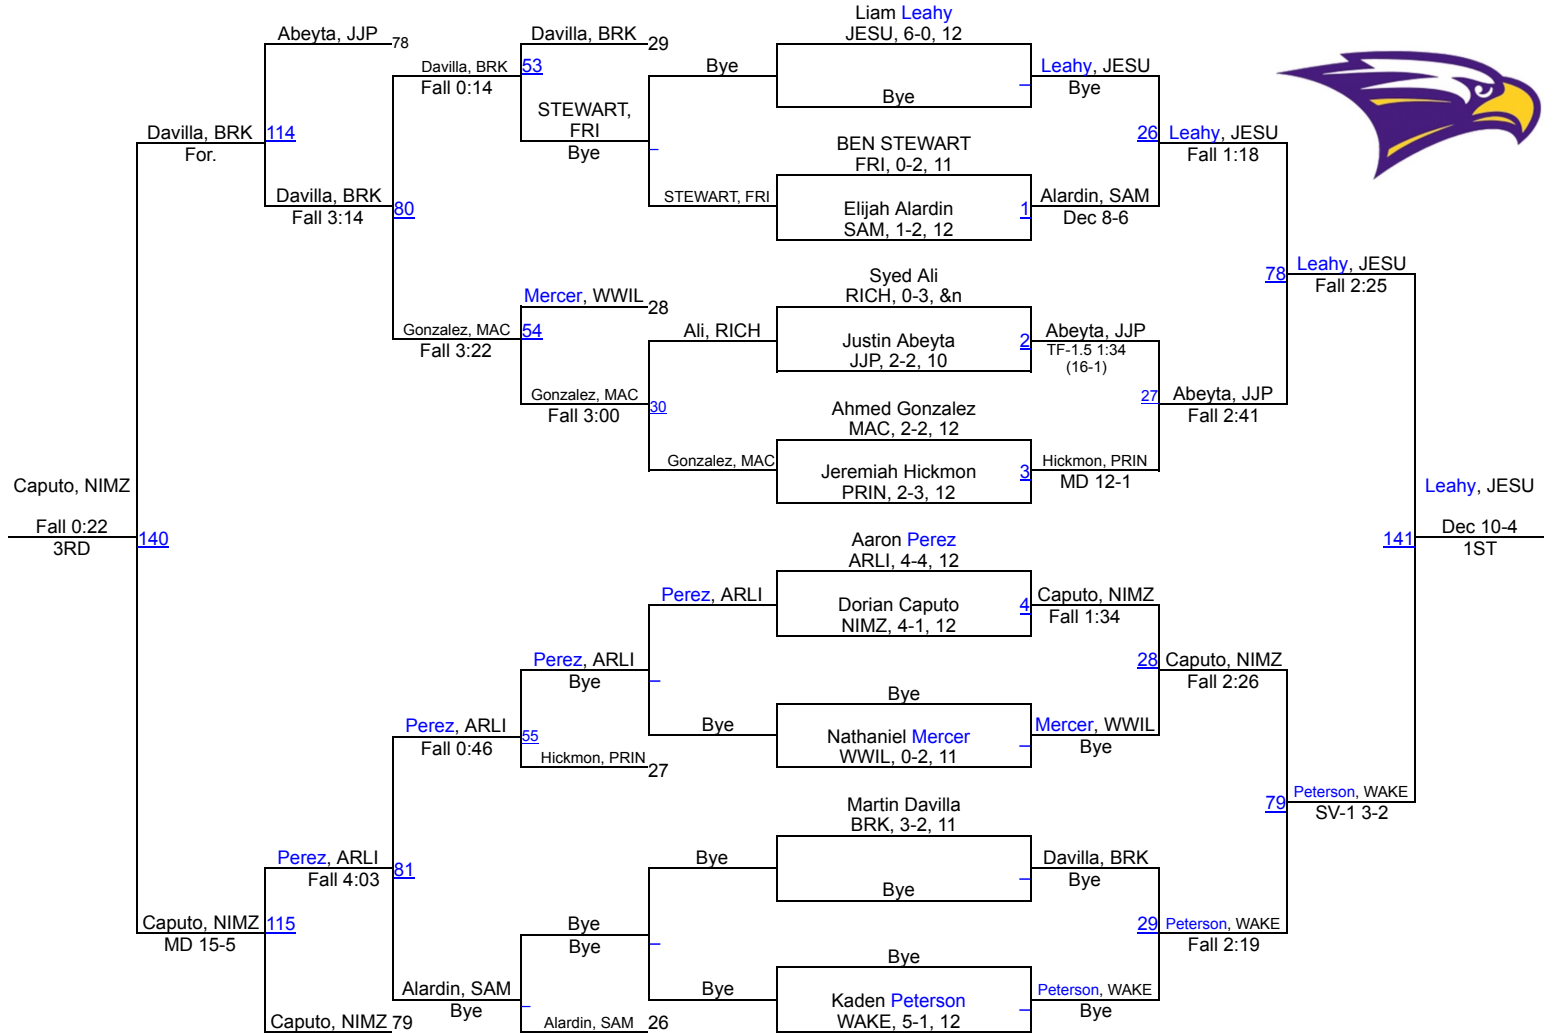 Liam Leahy
JESU, 6-0, 12
Bye
BEN STEWART
FRI, 0-2, 11
Elijah Alardin
SAM, 1-2, 12
Syed Ali
RICH, 0-3, &n
Justin Abeyta
JJP, 2-2, 10
Ahmed Gonzalez
MAC, 2-2, 12
Jeremiah Hickmon
PRIN, 2-3, 12
Aaron Perez
ARLI, 4-4, 12
Dorian Caputo
NIMZ, 4-1, 12
Bye
Nathaniel Mercer
WWIL, 0-2, 11
Martin Davilla
BRK, 3-2, 11
Bye
Bye
Kaden Peterson
WAKE, 5-1, 12
Leahy, JESU
Bye
1
Alardin, SAM
Dec 8-6
2
Abeyta, JJP
TF-1.5 1:34
(16-1)
3
Hickmon, PRIN
MD 12-1
4
Caputo, NIMZ
Fall 1:34
Mercer, WWIL
Bye
Davilla, BRK
Bye
Peterson, WAKE
Bye
26
Leahy, JESU
Fall 1:18
27
Abeyta, JJP
Fall 2:41
28
Caputo, NIMZ
Fall 2:26
29
Peterson, WAKE
Fall 2:19
78
Leahy, JESU
Fall 2:25
79
Peterson, WAKE
SV-1 3-2
Leahy, JESU
141
Dec 10-4
1ST
Bye
STEWART, FRI
Ali, RICH
Gonzalez, MAC
Perez, ARLI
Bye
Bye
Bye
Davilla, BRK
29
STEWART,
FRI
Bye
Mercer, WWIL
28
Gonzalez, MAC
Fall 3:00
30
Perez, ARLI
Bye
Hickmon, PRIN
27
Bye
Bye
Alardin, SAM
26
Davilla, BRK
Fall 0:14
53
Gonzalez, MAC
Fall 3:22
54
Perez, ARLI
Fall 0:46
55
Alardin, SAM
Bye
Abeyta, JJP
78
Davilla, BRK
Fall 3:14
80
Perez, ARLI
Fall 4:03
81
Caputo, NIMZ
79
Davilla, BRK
For.
114
Caputo, NIMZ
MD 15-5
115
Caputo, NIMZ
Fall 0:22
3RD
140